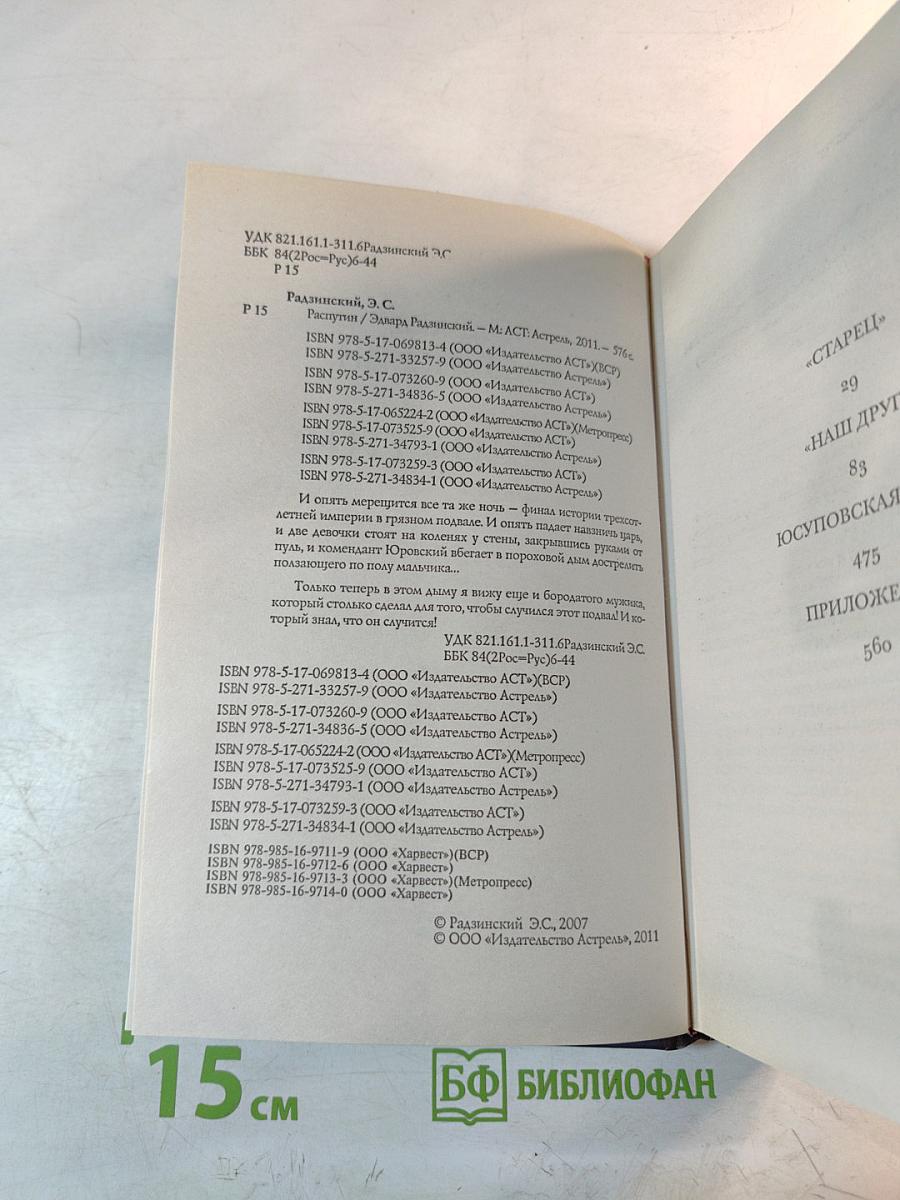 УДК 821.161.1-311.6Радзинский Э.С
ББК 84(2Рос=Рус)6-44
Р 15
Радзинский, Э. С.
Р 15
Распутин / Эдвард Радзинский. — М.: АСТ: Астрель, 2011. — 576 с.
ISBN 978-5-17-069813-4 (ООО «Издательство АСТ»)(ВСР)
ISBN 978-5-271-33257-9 (ООО «Издательство Астрель»)
ISBN 978-5-17-073260-9 (ООО «Издательство АСТ»)
ISBN 978-5-271-34836-5 (ООО «Издательство Астрель»)
ISBN 978-5-17-065224-2 (ООО «Издательство АСТ»)(Метропресс)
ISBN 978-5-17-073525-9 (ООО «Издательство АСТ»)
ISBN 978-5-271-34793-1 (ООО «Издательство Астрель»)
ISBN 978-5-17-073259-3 (ООО «Издательство АСТ»)
ISBN 978-5-271-34834-1 (ООО «Издательство Астрель»)
И опять мерещится все та же ночь — финал истории трехсот-
летней империи в грязном подвале. И опять падает навзничь царь,
и две девочки стоят на коленях у стены, закрывшись руками от
пуль, и комендант Юровский вбегает в пороховой дым дострелить
ползающего по полу мальчика...
Только теперь в этом дыму я вижу еще и бородатого мужика,
который столько сделал для того, чтобы случился этот подвал! И ко-
торый знал, что он случится!
УДК 821.161.1-311.6Радзинский Э.С.
ББК 84(2Рос=Рус)6-44
ISBN 978-5-17-069813-4 (ООО «Издательство АСТ»)(ВСР)
ISBN 978-5-271-33257-9 (ООО «Издательство Астрель»)
ISBN 978-5-17-073260-9 (ООО «Издательство АСТ»)
ISBN 978-5-271-34836-5 (ООО «Издательство Астрель»)
ISBN 978-5-17-065224-2 (ООО «Издательство АСТ»)(Метропресс)
ISBN 978-5-17-073525-9 (ООО «Издательство АСТ»)
ISBN 978-5-271-34793-1 (ООО «Издательство Астрель»)
ISBN 978-5-17-073259-3 (ООО «Издательство АСТ»)
ISBN 978-5-271-34834-1 (ООО «Издательство Астрель»)
ISBN 978-985-16-9711-9 (ООО «Харвест»)(ВСР)
ISBN 978-985-16-9712-6 (ООО «Харвест»)
ISBN 978-985-16-9713-3 (ООО «Харвест»)(Метропресс)
ISBN 978-985-16-9714-0 (ООО «Харвест»)
© Радзинский Э.С., 2007
© ООО «Издательство Астрель», 2011
«СТАРЕЦ»
29
«НАШ ДРУГ
83
ЮСУПОВСКАЯ
475
ПРИЛОЖЕ
560
15 см
БФ БИБЛИОФАН